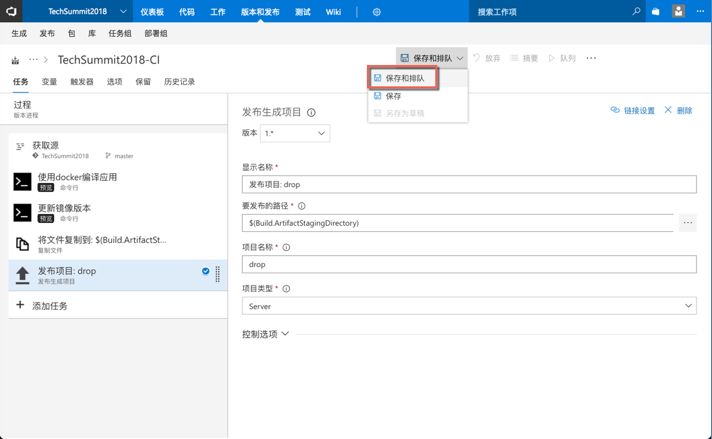 TechSummit2018
仪表板
代码
工作
版本和发布
测试
Wiki
搜索工作项
生成
发布
包
库
任务组
部署组
··· > TechSummit2018-CI
保存和排队
放弃
摘要
队列
···
任务
变量
触发器
选项
保留
历史记录
保存和排队
保存
另存为草稿
过程
版本进程
获取源
TechSummit2018
master
使用docker编译应用
预览 命令行
更新镜像版本
预览 命令行
将文件复制到: $(Build.ArtifactSt...
复制文件
发布项目: drop
发布生成项目
添加任务
发布生成项目
链接设置
删除
版本 1.*
显示名称 *
发布项目: drop
要发布的路径 *
$(Build.ArtifactStagingDirectory)
项目名称 *
drop
项目类型 *
Server
控制选项